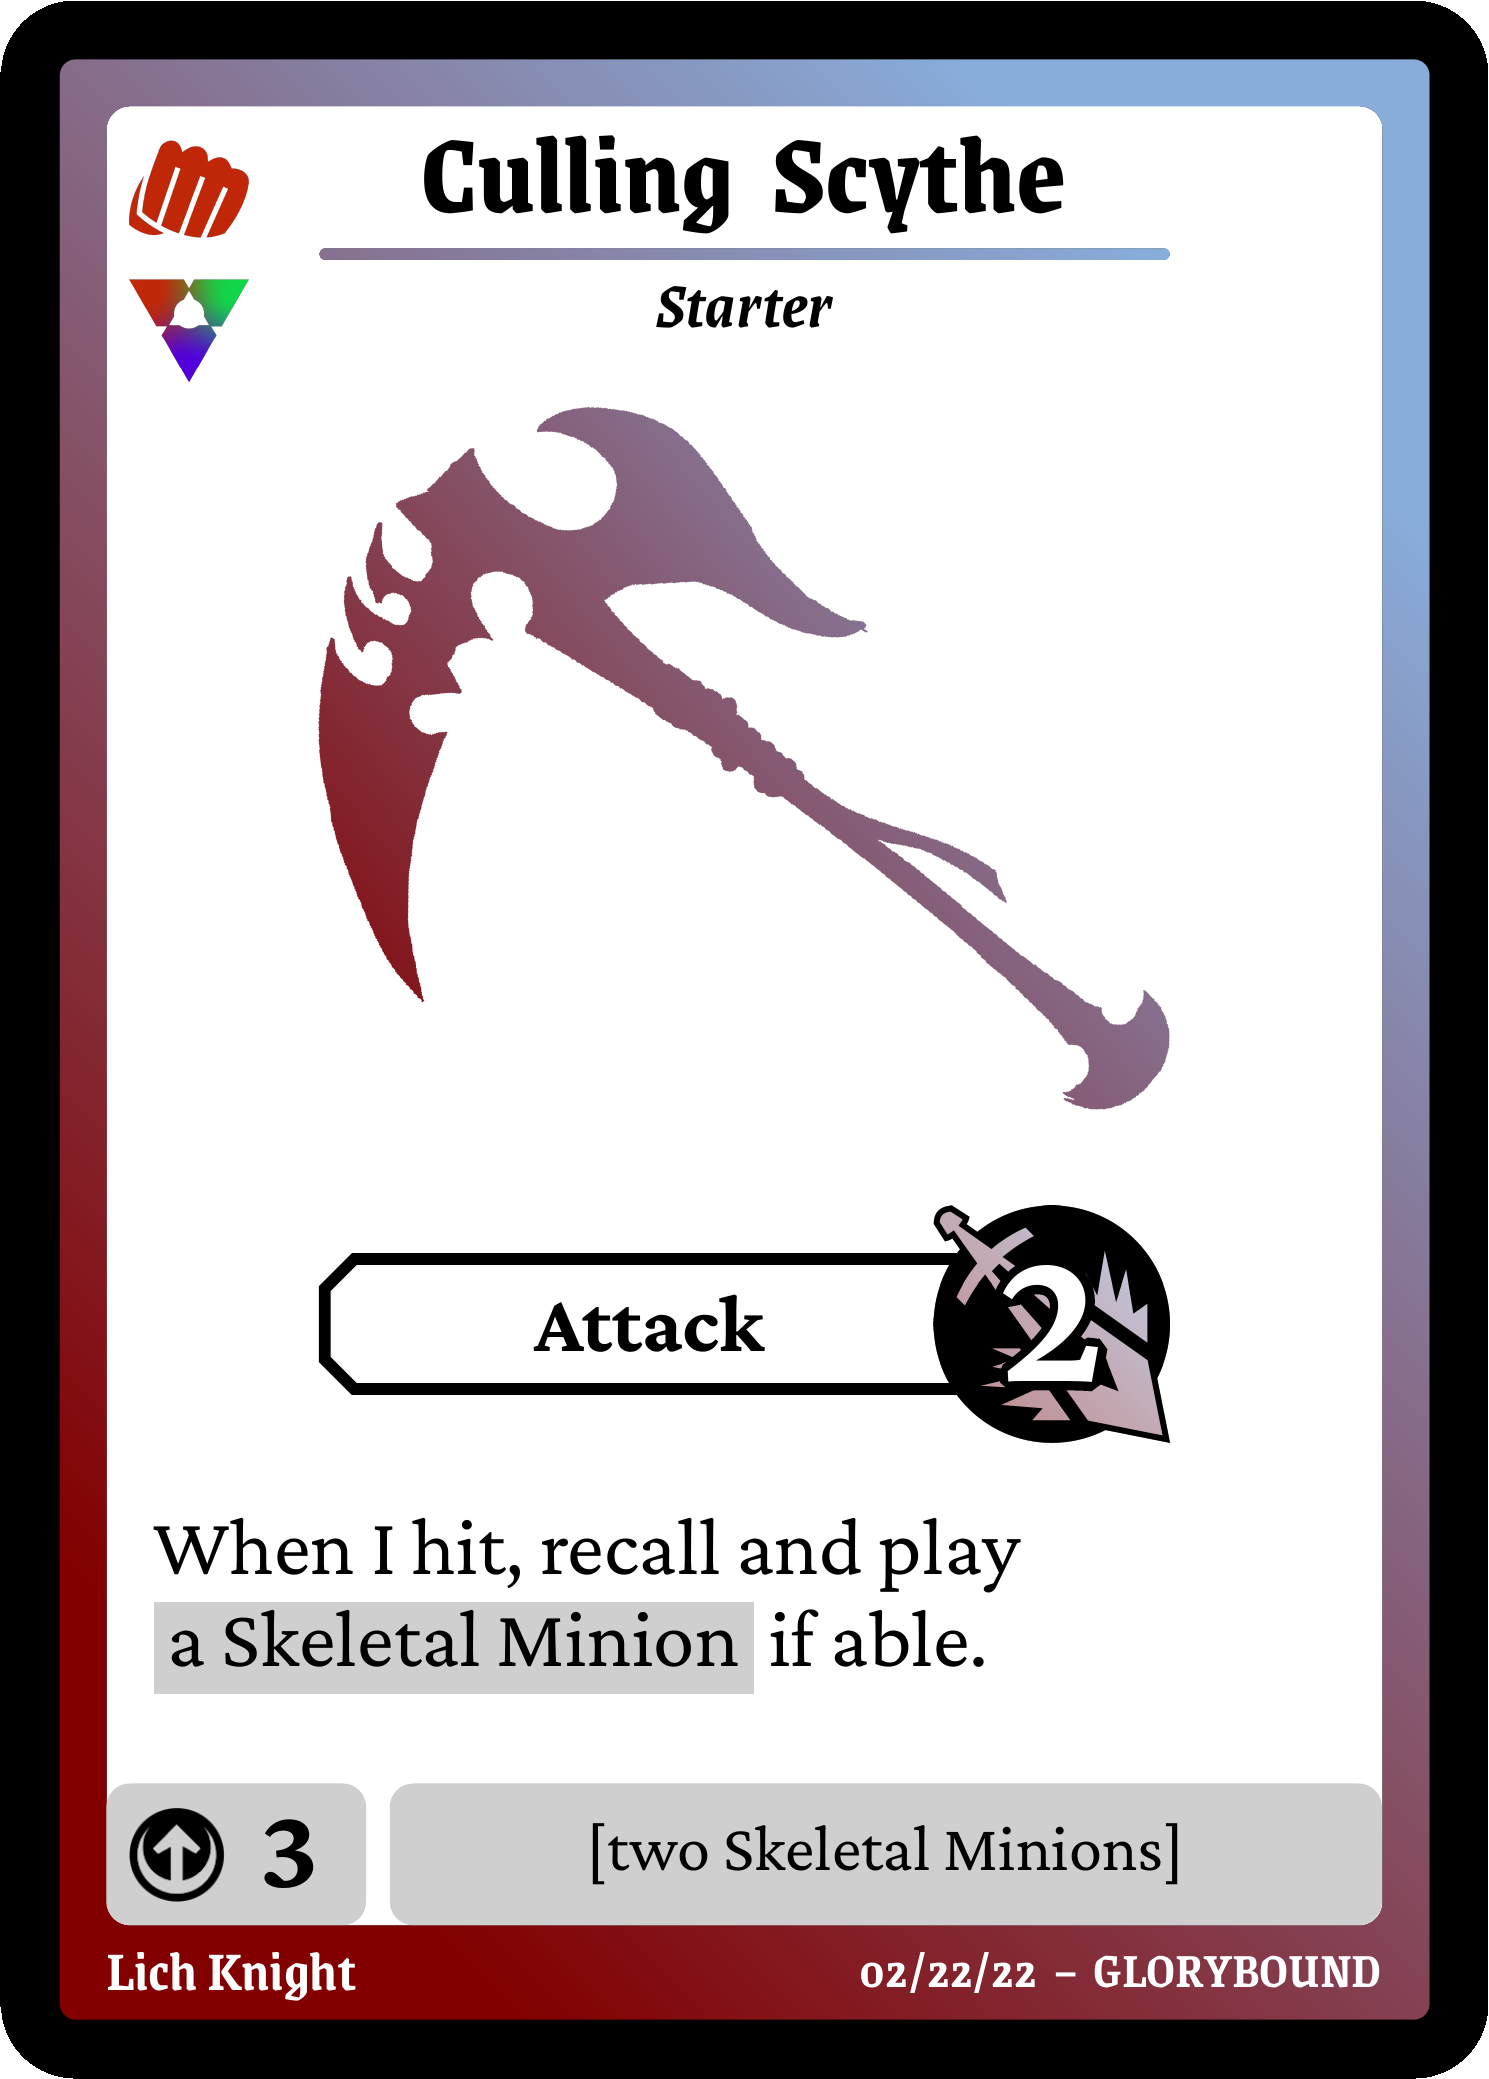 Culling Scythe
Starter
Attack
2
When I hit, recall and play
a Skeletal Minion if able.
3
[two Skeletal Minions]
Lich Knight
02/22/22 – GLORYBOUND